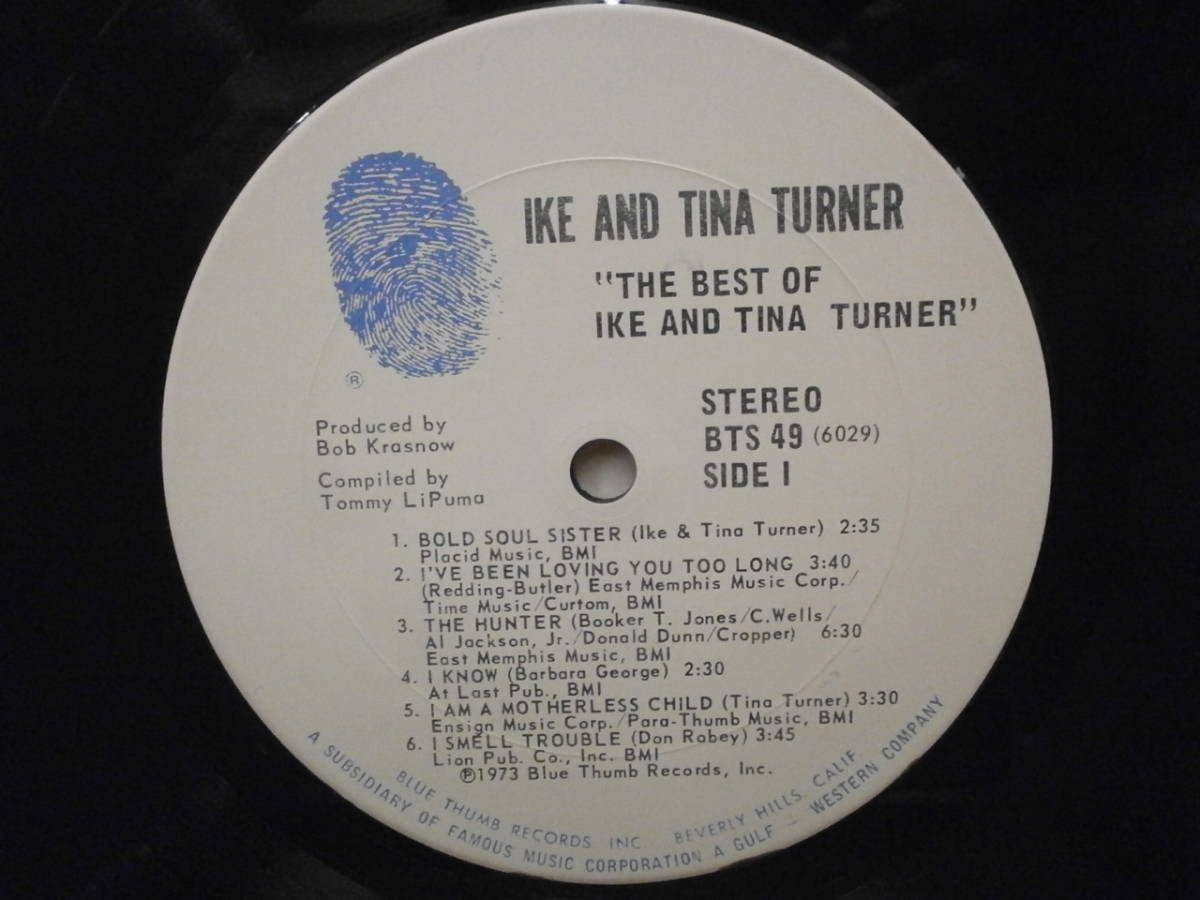 IKE AND TINA TURNER
"THE BEST OF
IKE AND TINA TURNER"
®
STEREO
BTS 49 (6029)
SIDE I
Produced by
Bob Krasnow
Compiled by
Tommy LiPuma
1. BOLD SOUL SISTER (Ike & Tina Turner) 2:35
Placid Music, BMI
2. I'VE BEEN LOVING YOU TOO LONG 3:40
(Redding-Butler) East Memphis Music Corp./
Time Music/Curtom, BMI
3. THE HUNTER (Booker T. Jones/C.Wells/
Al Jackson, Jr./Donald Dunn/Cropper) 6:30
East Memphis Music, BMI
4. I KNOW (Barbara George) 2:30
At Last Pub., BMI
5. I AM A MOTHERLESS CHILD (Tina Turner) 3:30
Ensign Music Corp./Para-Thumb Music, BMI
6. I SMELL TROUBLE (Don Robey) 3:45
Lion Pub. Co., Inc. BMI
℗1973 Blue Thumb Records, Inc.
BLUE THUMB RECORDS INC. BEVERLY HILLS, CALIF.
A SUBSIDIARY OF FAMOUS MUSIC CORPORATION A GULF - WESTERN COMPANY